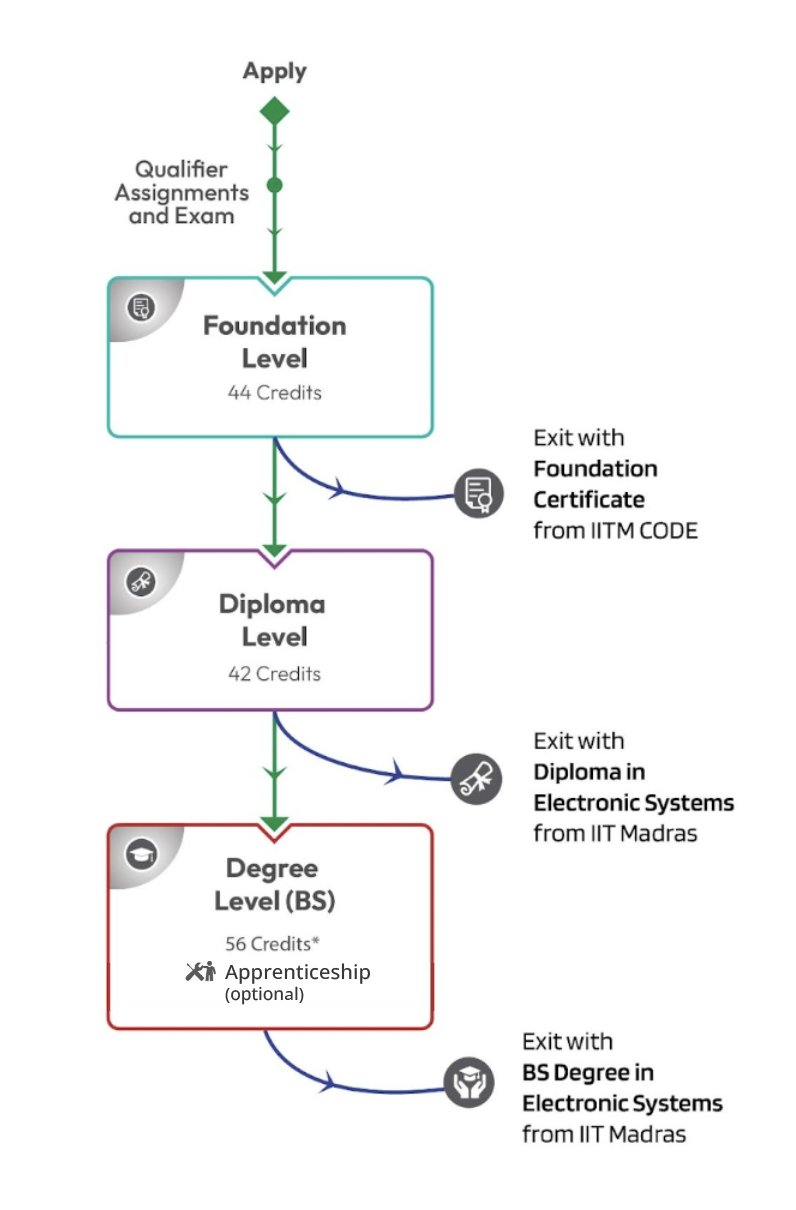 Apply
Qualifier
Assignments
and Exam
Foundation
Level
44 Credits
Exit with
Foundation
Certificate
from IITM CODE
Diploma
Level
42 Credits
Exit with
Diploma in
Electronic Systems
from IIT Madras
Degree
Level (BS)
56 Credits*
Apprenticeship
(optional)
Exit with
BS Degree in
Electronic Systems
from IIT Madras